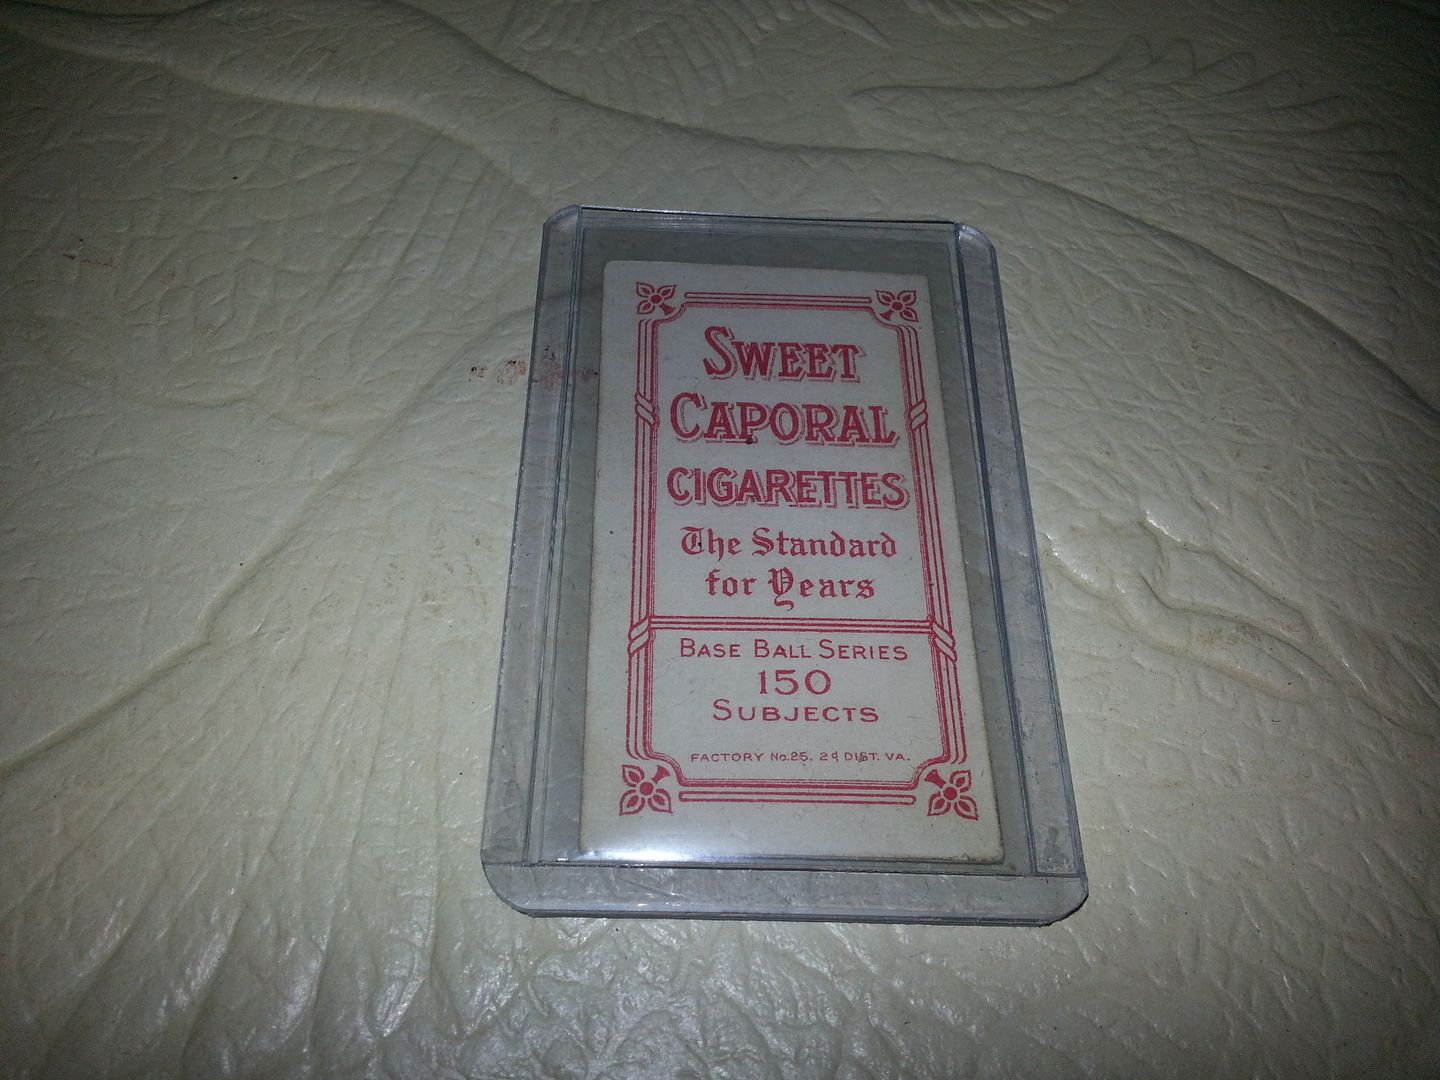 SWEET
CAPORAL
CIGARETTES
The Standard
for Years
BASE BALL SERIES
150
SUBJECTS
FACTORY No. 25. 2d DIST. VA.